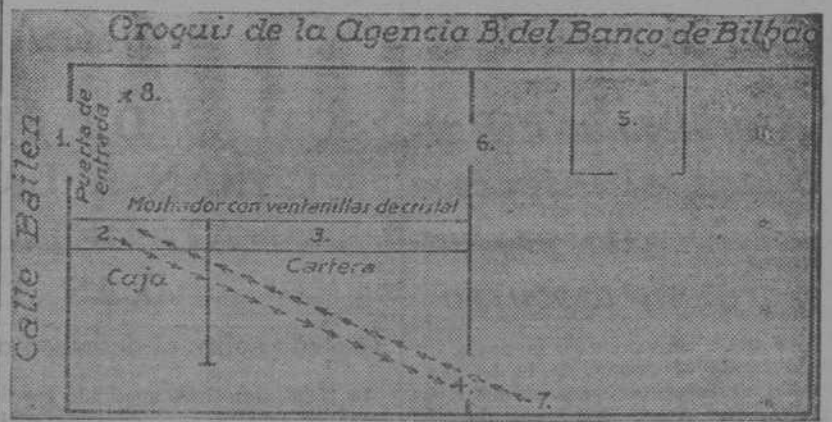 Croquis de la Agencia B. del Banco de Bilbao
Calle Bailen
1.
Puerta de
entrada
8.
6.
5.
Mostrador con ventanillas de cristal
2.
3.
Caja
Cartera
4.
7.